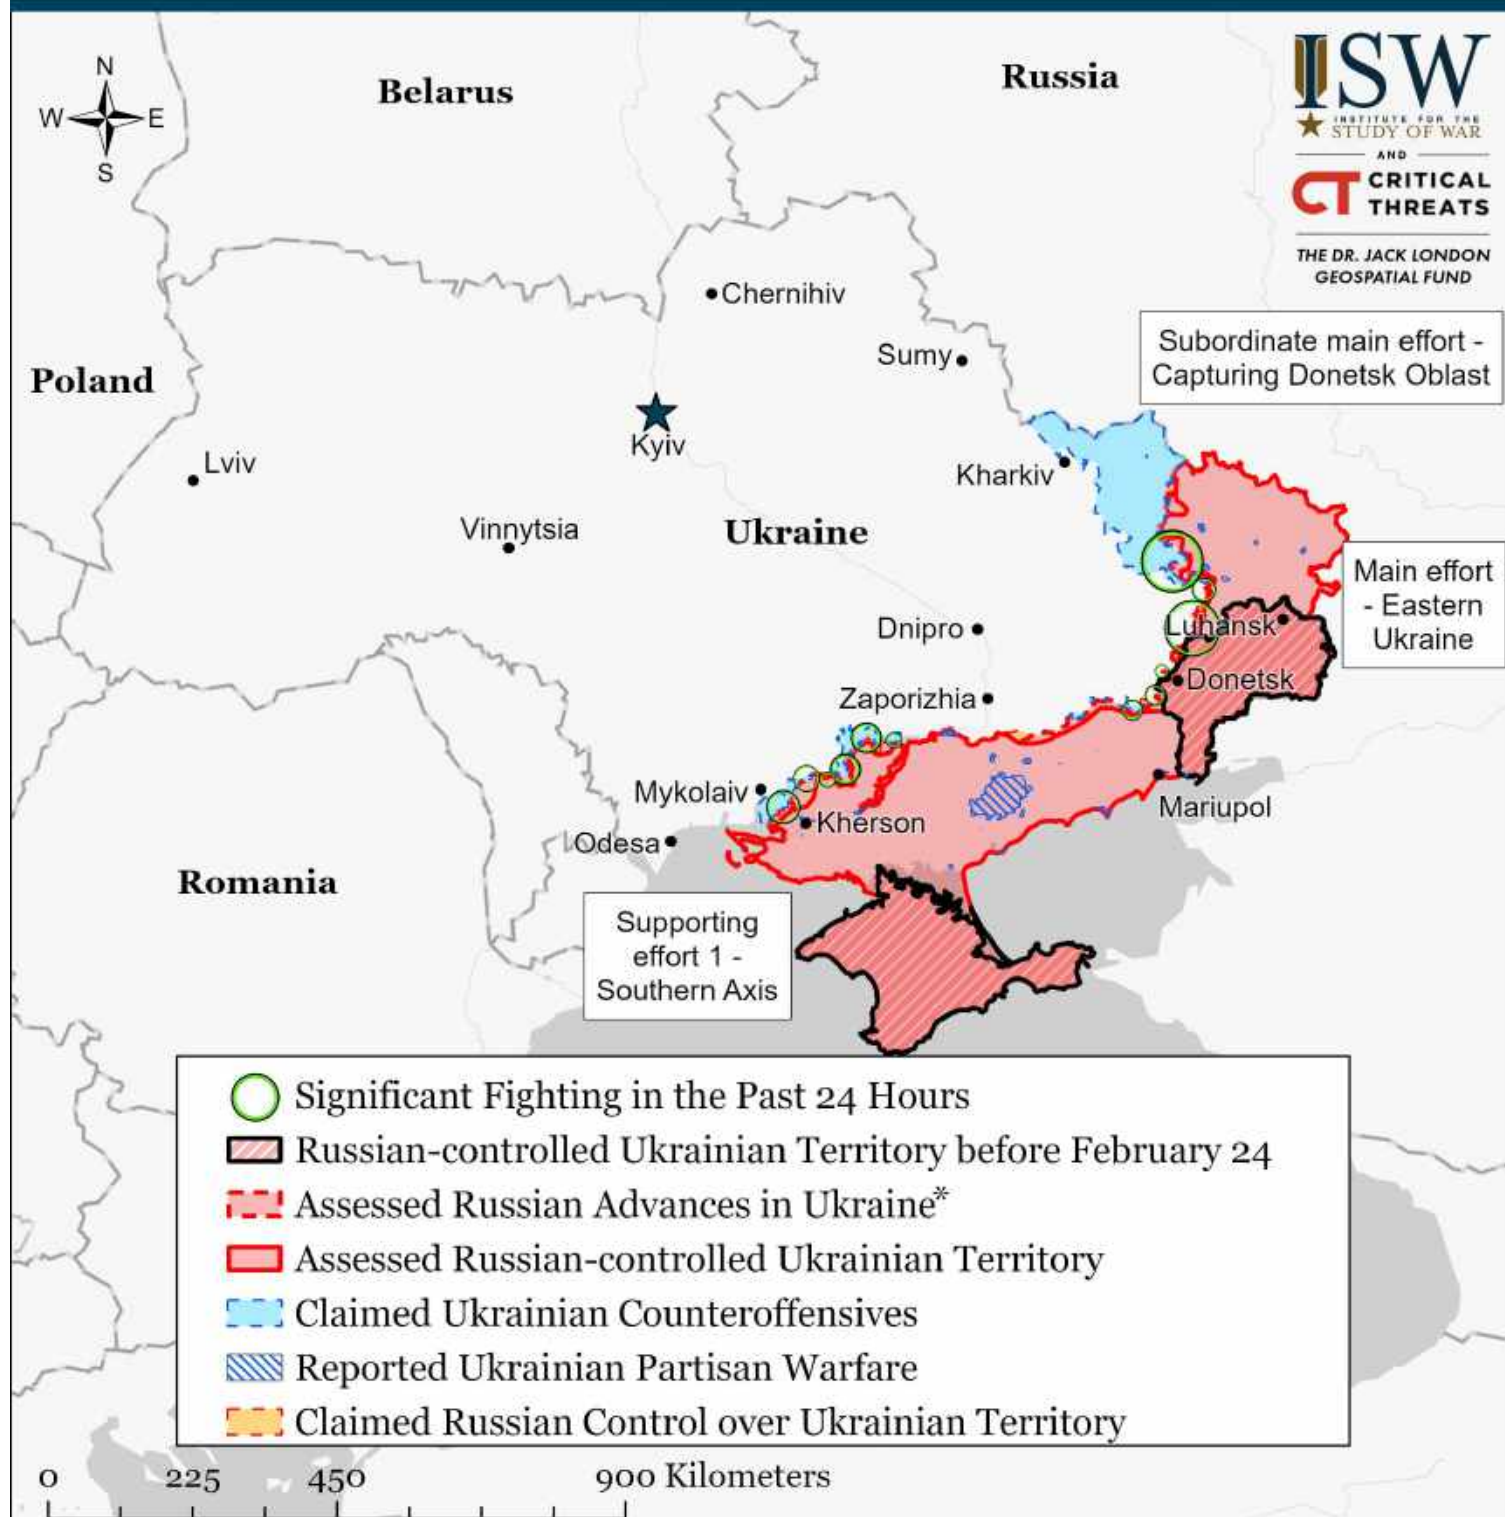 N
W E
S
Belarus
Russia
ISW
INSTITUTE FOR THE
STUDY OF WAR
AND
CT CRITICAL
THREATS
THE DR. JACK LONDON
GEOSPATIAL FUND
Chernihiv
Subordinate main effort -
Capturing Donetsk Oblast
Sumy
Poland
Kyiv
Lviv
Kharkiv
Vinnytsia
Ukraine
Main effort
- Eastern
Ukraine
Dnipro
Luhansk
Donetsk
Zaporizhia
Mykolaiv
Mariupol
Kherson
Odesa
Romania
Supporting
effort 1 -
Southern Axis
Significant Fighting in the Past 24 Hours
Russian-controlled Ukrainian Territory before February 24
Assessed Russian Advances in Ukraine*
Assessed Russian-controlled Ukrainian Territory
Claimed Ukrainian Counteroffensives
Reported Ukrainian Partisan Warfare
Claimed Russian Control over Ukrainian Territory
0 225 450 900 Kilometers